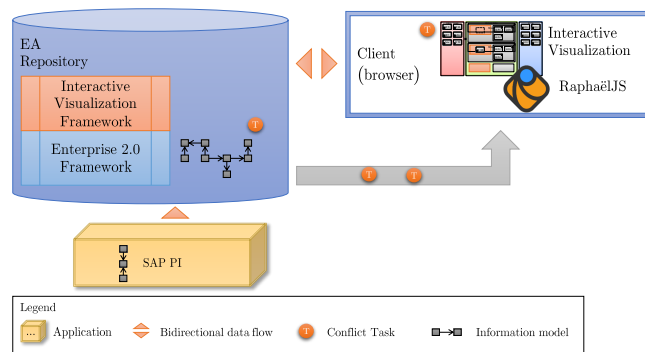 EA
Repository
Interactive
Visualization
Framework
Enterprise 2.0
Framework
T
Client
(browser)
T
Interactive
Visualization
RaphaëlJS
T
T
SAP PI
Legend
...
Application
Bidirectional data flow
T
Conflict Task
Information model